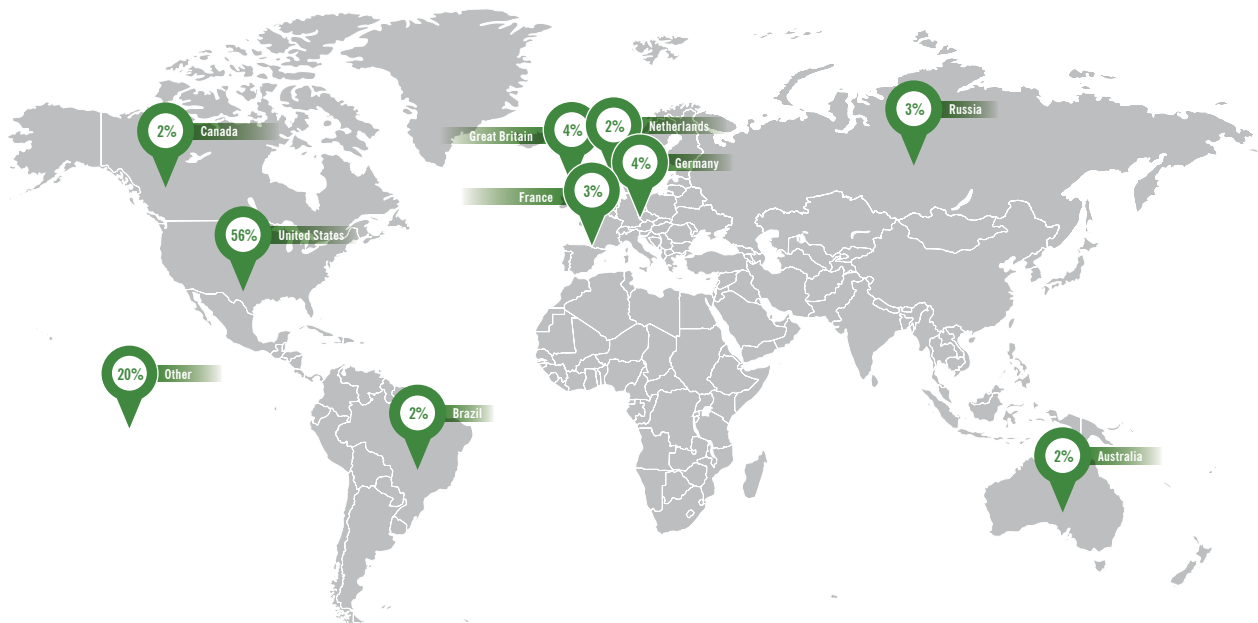 2% Canada
56% United States
20% Other
2% Brazil
Great Britain 4%
2% Netherlands
4% Germany
France 3%
3% Russia
2% Australia